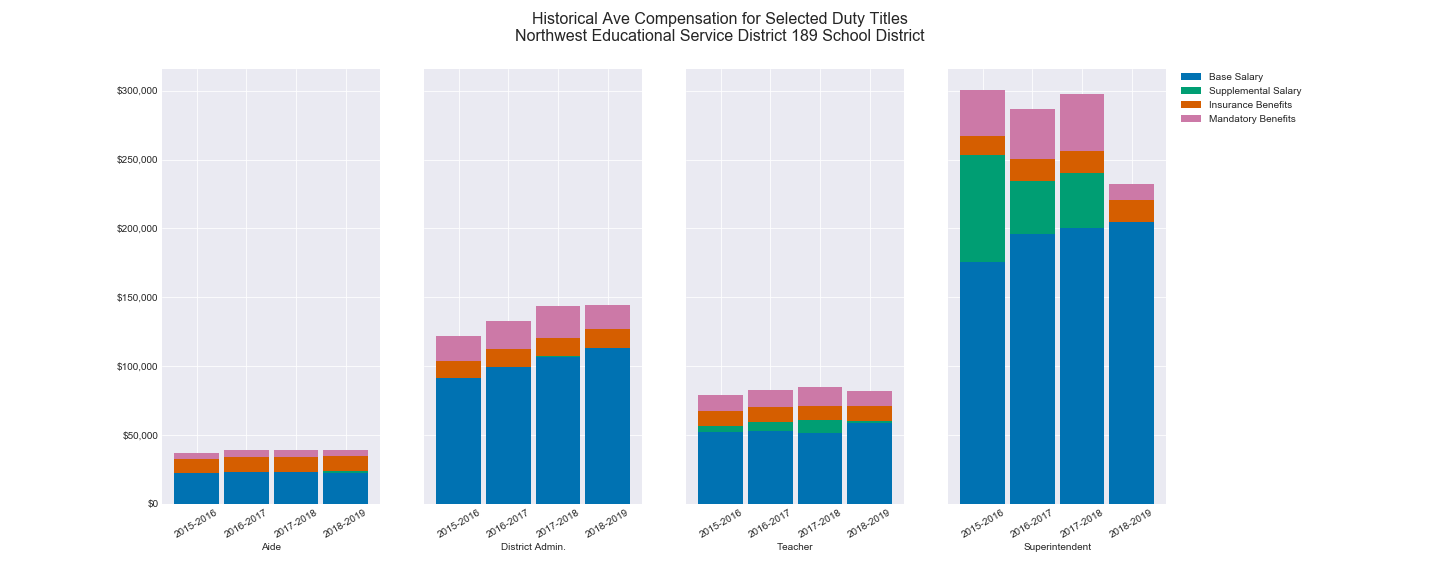 Historical Ave Compensation for Selected Duty Titles
Northwest Educational Service District 189 School District
$300,000
$250,000
$200,000
$150,000
$100,000
$50,000
$0
2015-2016
2016-2017
2017-2018
2018-2019
Aide
2015-2016
2016-2017
2017-2018
2018-2019
District Admin.
2015-2016
2016-2017
2017-2018
2018-2019
Teacher
2015-2016
2016-2017
2017-2018
2018-2019
Superintendent
Base Salary
Supplemental Salary
Insurance Benefits
Mandatory Benefits